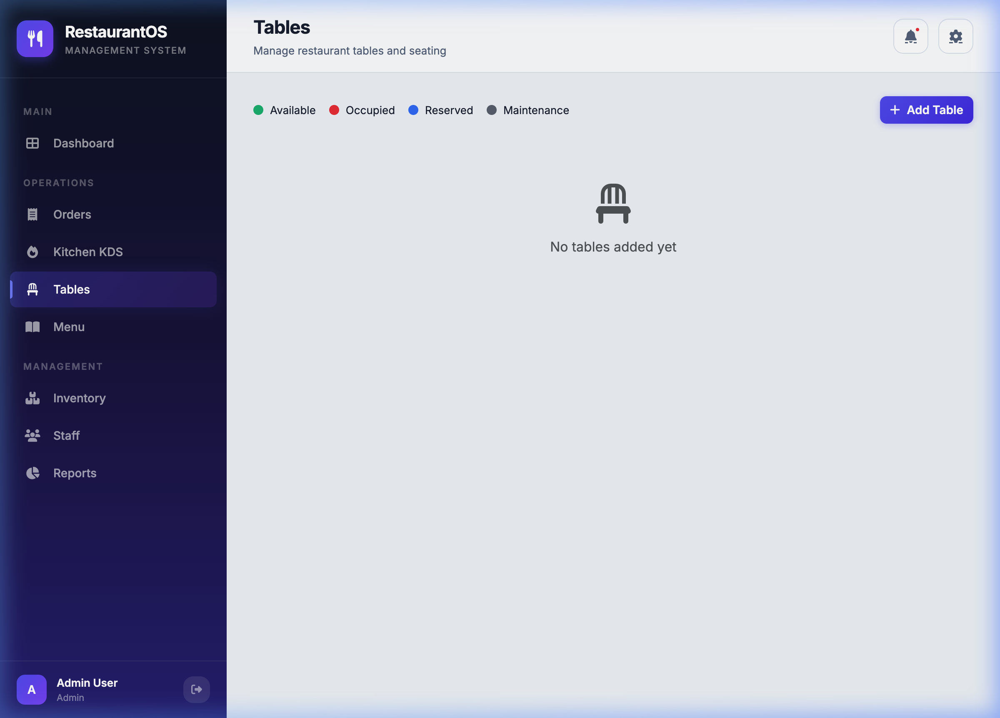 RestaurantOS
MANAGEMENT SYSTEM
MAIN
Dashboard
OPERATIONS
Orders
Kitchen KDS
Tables
Menu
MANAGEMENT
Inventory
Staff
Reports
A
Admin User
Admin
Tables
Manage restaurant tables and seating
Available
Occupied
Reserved
Maintenance
+ Add Table
No tables added yet